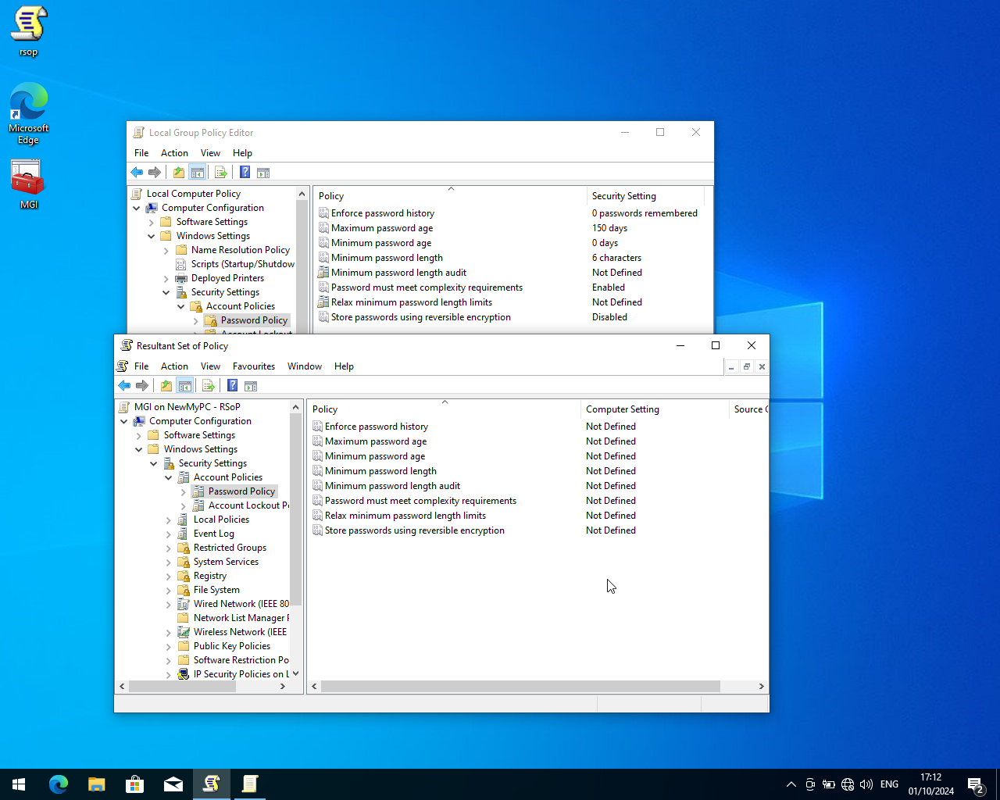 rsop
Microsoft
Edge
MGI
Local Group Policy Editor
File Action View Help
Local Computer Policy
Computer Configuration
Software Settings
Windows Settings
Name Resolution Policy
Scripts (Startup/Shutdow
Deployed Printers
Security Settings
Account Policies
Password Policy
Account Lockout
Policy Security Setting
Enforce password history 0 passwords remembered
Maximum password age 150 days
Minimum password age 0 days
Minimum password length 6 characters
Minimum password length audit Not Defined
Password must meet complexity requirements Enabled
Relax minimum password length limits Not Defined
Store passwords using reversible encryption Disabled
Resultant Set of Policy
File Action View Favourites Window Help
MGI on NewMyPC - RSoP
Computer Configuration
Software Settings
Windows Settings
Security Settings
Account Policies
Password Policy
Account Lockout P
Local Policies
Event Log
Restricted Groups
System Services
Registry
File System
Wired Network (IEEE 80
Network List Manager P
Wireless Network (IEEE
Public Key Policies
Software Restriction Po
IP Security Policies on L
Policy Computer Setting Source G
Enforce password history Not Defined
Maximum password age Not Defined
Minimum password age Not Defined
Minimum password length Not Defined
Minimum password length audit Not Defined
Password must meet complexity requirements Not Defined
Relax minimum password length limits Not Defined
Store passwords using reversible encryption Not Defined
ENG
17:12
01/10/2024
2